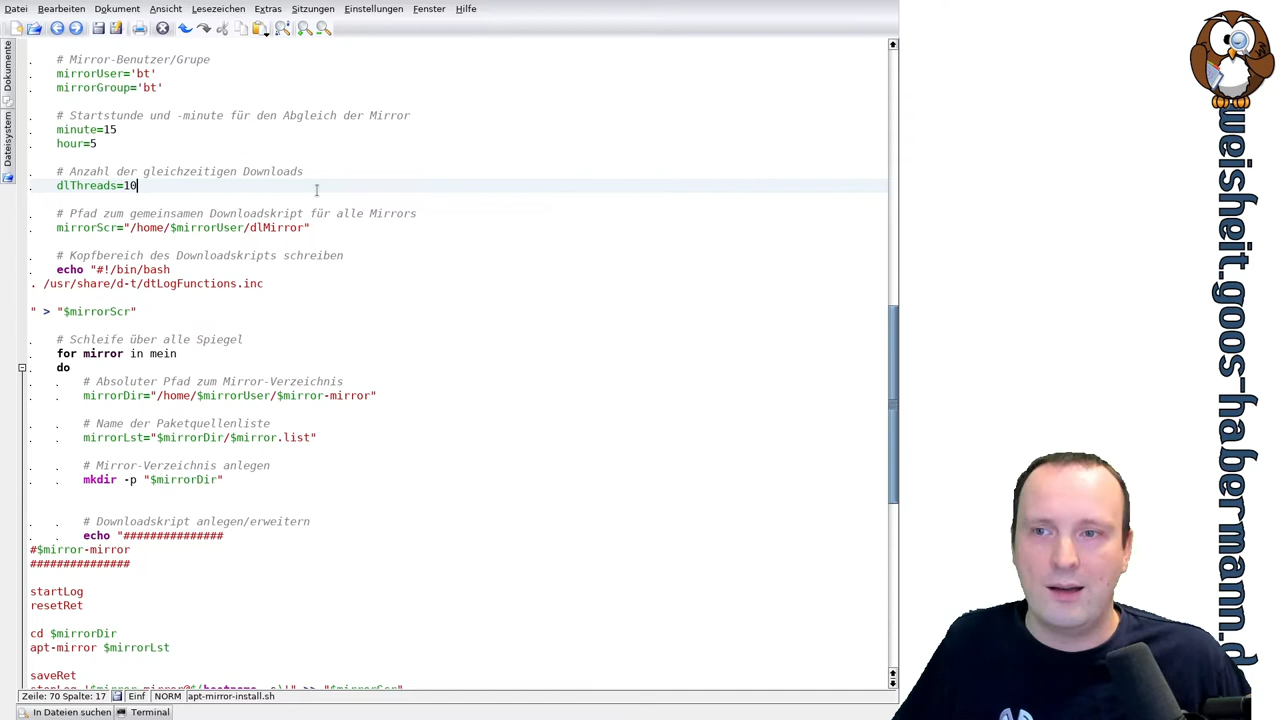 Datei Bearbeiten Dokument Ansicht Lesezeichen Extras Sitzungen Einstellungen Fenster Hilfe
Dokumente
Dateisystem
# Mirror-Benutzer/Grupe
mirrorUser='bt'
mirrorGroup='bt'
# Startstunde und -minute für den Abgleich der Mirror
minute=15
hour=5
# Anzahl der gleichzeitigen Downloads
dlThreads=10
# Pfad zum gemeinsamen Downloadskript für alle Mirrors
mirrorScr="/home/$mirrorUser/dlMirror"
# Kopfbereich des Downloadskripts schreiben
echo "#!/bin/bash
. /usr/share/d-t/dtLogFunctions.inc
" > "$mirrorScr"
# Schleife über alle Spiegel
for mirror in mein
do
# Absoluter Pfad zum Mirror-Verzeichnis
mirrorDir="/home/$mirrorUser/$mirror-mirror"
# Name der Paketquellenliste
mirrorLst="$mirrorDir/$mirror.list"
# Mirror-Verzeichnis anlegen
mkdir -p "$mirrorDir"
# Downloadskript anlegen/erweitern
echo "###############
#$mirror-mirror
###############
startLog
resetRet
cd $mirrorDir
apt-mirror $mirrorLst
saveRet
Zeile: 70 Spalte: 17 Einf NORM apt-mirror-install.sh
In Dateien suchen Terminal
weisheit.goos-habermann.d